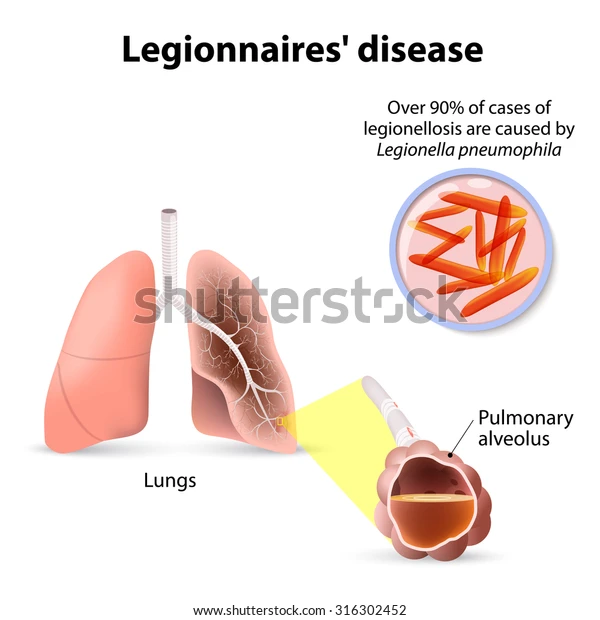 Legionnaires' disease
Over 90% of cases of
legionellosis are caused by
Legionella pneumophila
shutterstock
Pulmonary
alveolus
Lungs
www.shutterstock.com · 316302452